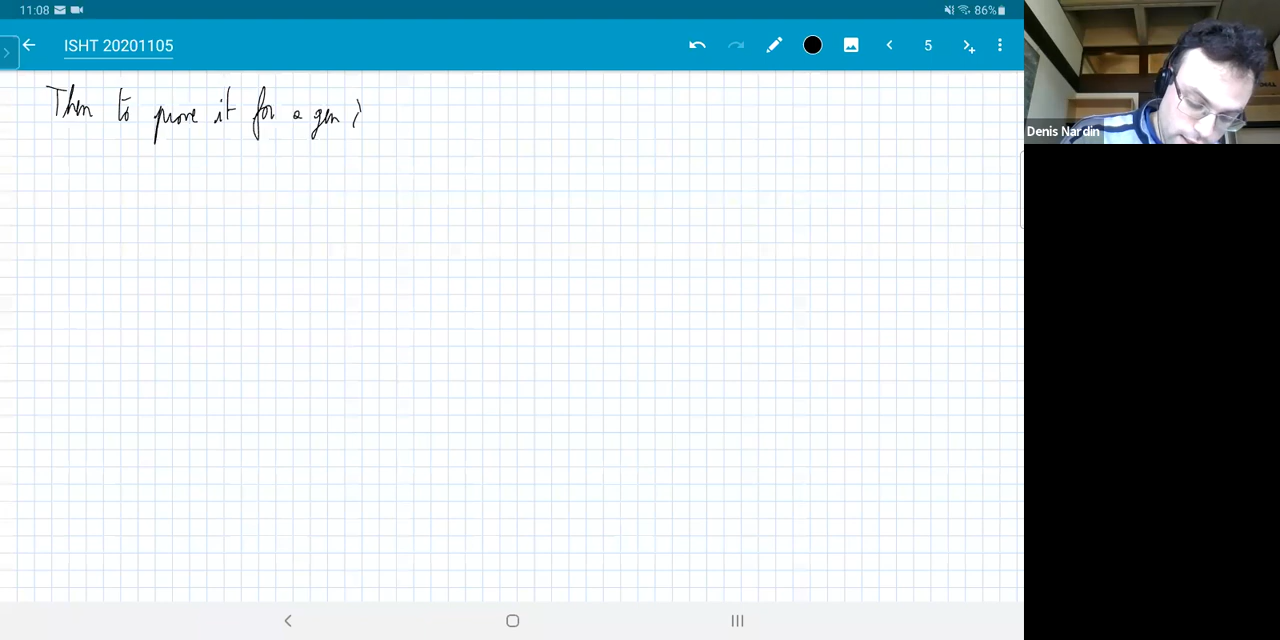 11:08 86%
ISHT 20201105 5
Then to prove it for a gen
Denis Nardin